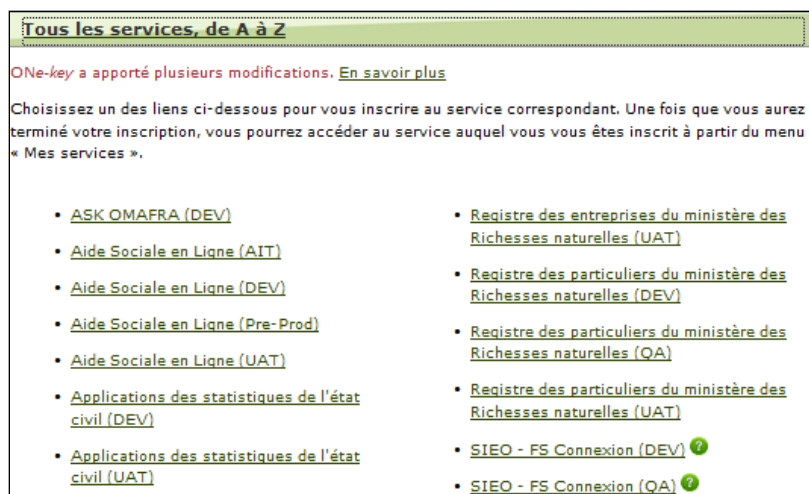 Tous les services, de A à Z
ONe-key a apporté plusieurs modifications. En savoir plus
Choisissez un des liens ci-dessous pour vous inscrire au service correspondant. Une fois que vous aurez
terminé votre inscription, vous pourrez accéder au service auquel vous vous êtes inscrit à partir du menu
« Mes services ».
• ASK OMAFRA (DEV)
• Aide Sociale en Ligne (AIT)
• Aide Sociale en Ligne (DEV)
• Aide Sociale en Ligne (Pre-Prod)
• Aide Sociale en Ligne (UAT)
• Applications des statistiques de l'état
civil (DEV)
• Applications des statistiques de l'état
civil (UAT)
• Registre des entreprises du ministère des
Richesses naturelles (UAT)
• Registre des particuliers du ministère des
Richesses naturelles (DEV)
• Registre des particuliers du ministère des
Richesses naturelles (QA)
• Registre des particuliers du ministère des
Richesses naturelles (UAT)
• SIEO - FS Connexion (DEV) ?
• SIEO - FS Connexion (QA) ?